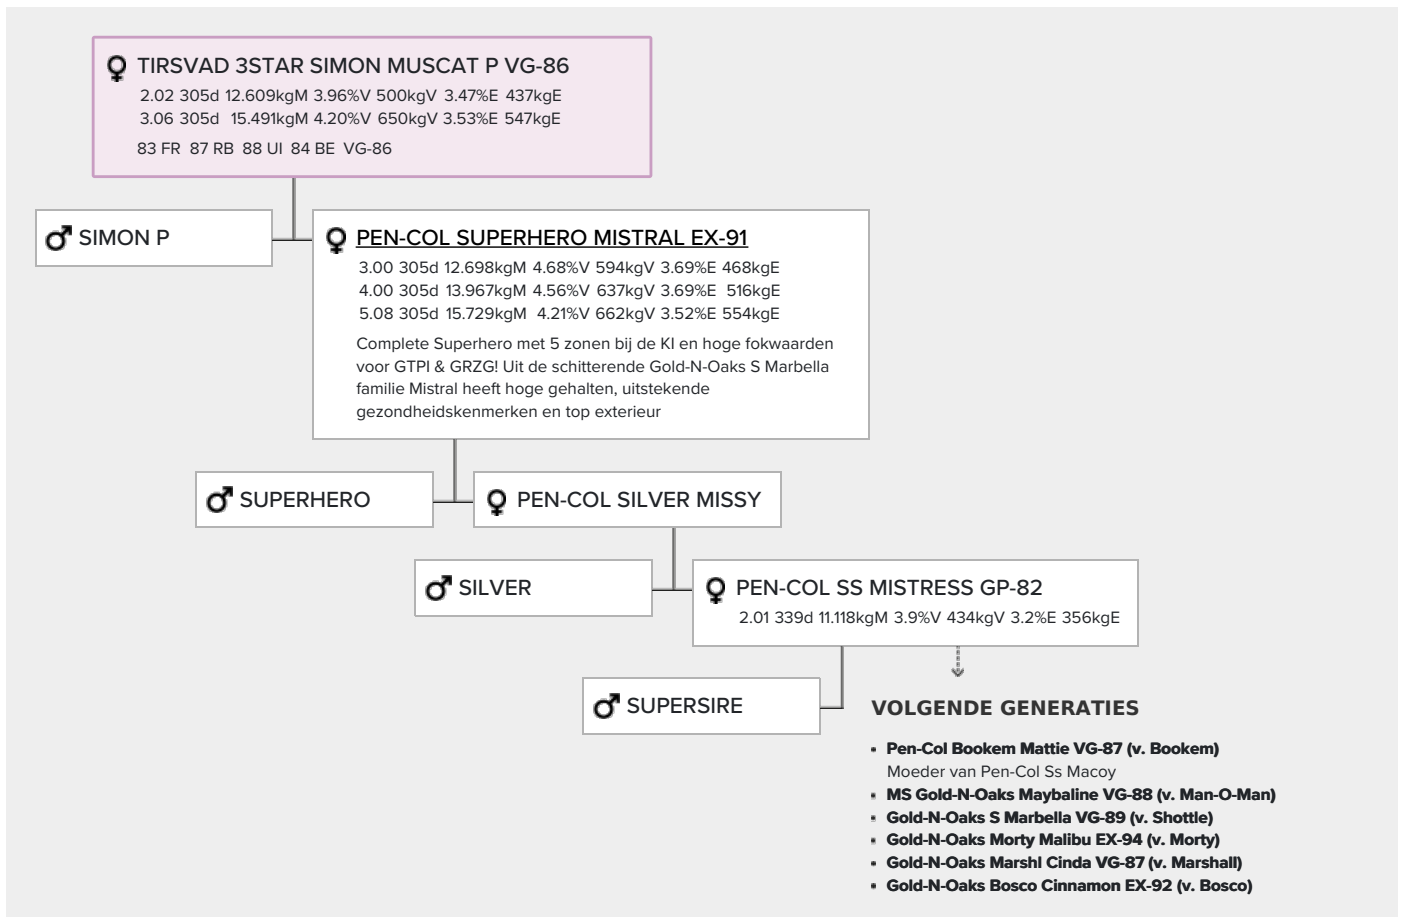 TIRSVAD 3STAR SIMON MUSCAT P VG-86
2.02 305d 12.609kgM 3.96%V 500kgV 3.47%E 437kgE
3.06 305d 15.491kgM 4.20%V 650kgV 3.53%E 547kgE
83 FR 87 RB 88 UI 84 BE VG-86
SIMON P
PEN-COL SUPERHERO MISTRAL EX-91
3.00 305d 12.698kgM 4.68%V 594kgV 3.69%E 468kgE
4.00 305d 13.967kgM 4.56%V 637kgV 3.69%E 516kgE
5.08 305d 15.729kgM 4.21%V 662kgV 3.52%E 554kgE
Complete Superhero met 5 zonen bij de KI en hoge fokwaarden
voor GTPI & GRZG! Uit de schitterende Gold-N-Oaks S Marbella
familie Mistral heeft hoge gehalten, uitstekende
gezondheidskenmerken en top exterieur
SUPERHERO
PEN-COL SILVER MISSY
SILVER
PEN-COL SS MISTRESS GP-82
2.01 339d 11.118kgM 3.9%V 434kgV 3.2%E 356kgE
SUPERSIRE
VOLGENDE GENERATIES
• Pen-Col Bookem Mattie VG-87 (v. Bookem)
Moeder van Pen-Col Ss Macoy
• MS Gold-N-Oaks Maybaline VG-88 (v. Man-O-Man)
• Gold-N-Oaks S Marbella VG-89 (v. Shottle)
• Gold-N-Oaks Morty Malibu EX-94 (v. Morty)
• Gold-N-Oaks Marshl Cinda VG-87 (v. Marshall)
• Gold-N-Oaks Bosco Cinnamon EX-92 (v. Bosco)